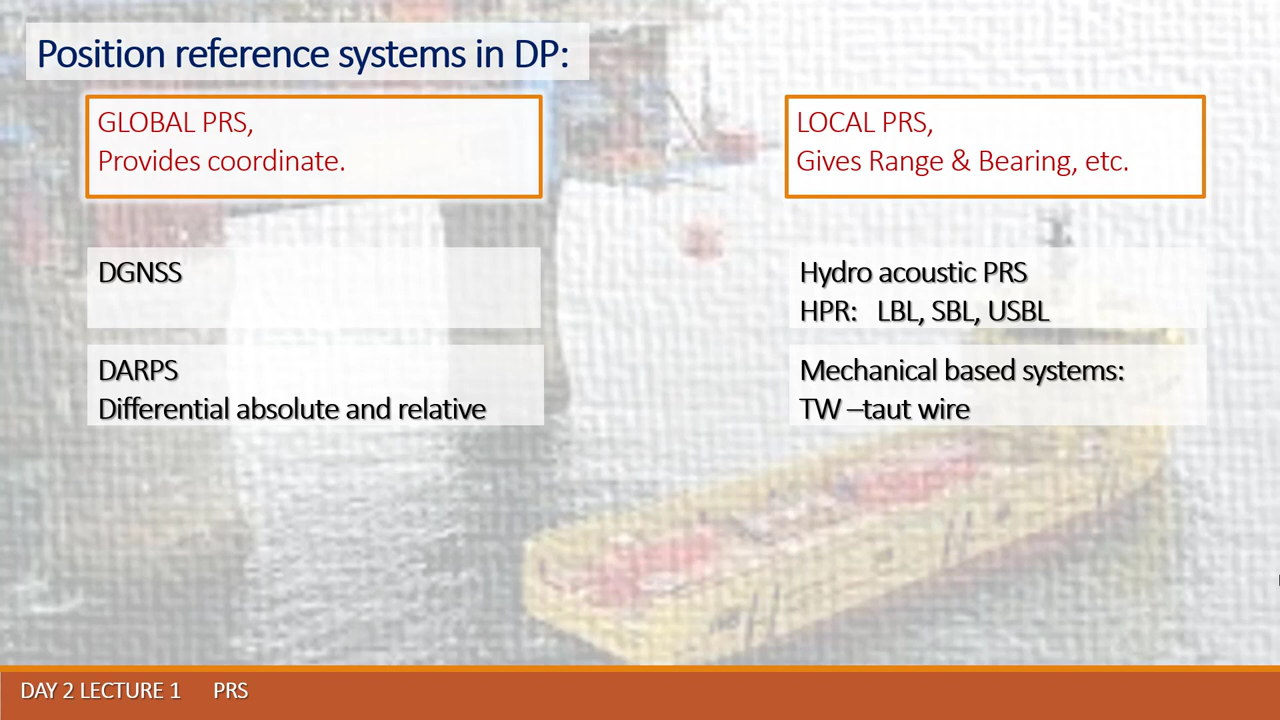 Position reference systems in DP:
GLOBAL PRS,
Provides coordinate.
LOCAL PRS,
Gives Range & Bearing, etc.
DGNSS
Hydro acoustic PRS
HPR:   LBL, SBL, USBL
DARPS
Differential absolute and relative
Mechanical based systems:
TW –taut wire
DAY 2 LECTURE 1      PRS